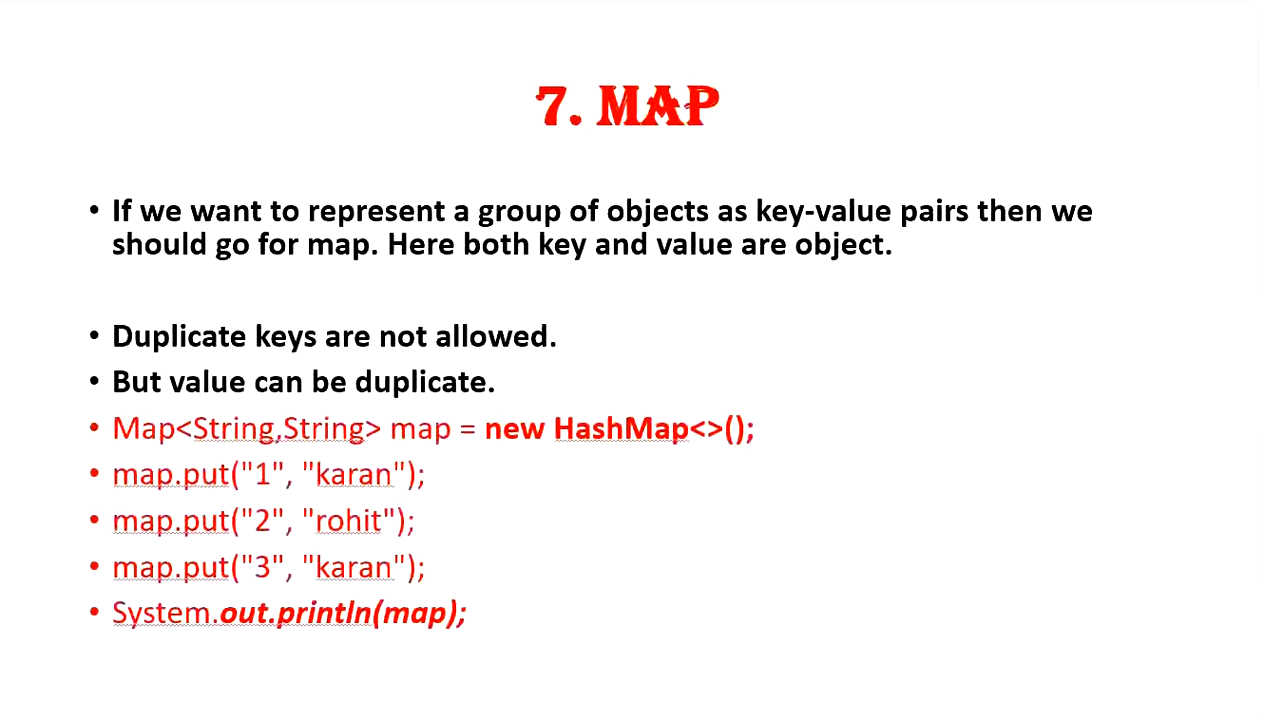 7. MAP
• If we want to represent a group of objects as key-value pairs then we
should go for map. Here both key and value are object.
• Duplicate keys are not allowed.
• But value can be duplicate.
• Map<String,String> map = new HashMap<>();
• map.put("1", "karan");
• map.put("2", "rohit");
• map.put("3", "karan");
• System.out.println(map);